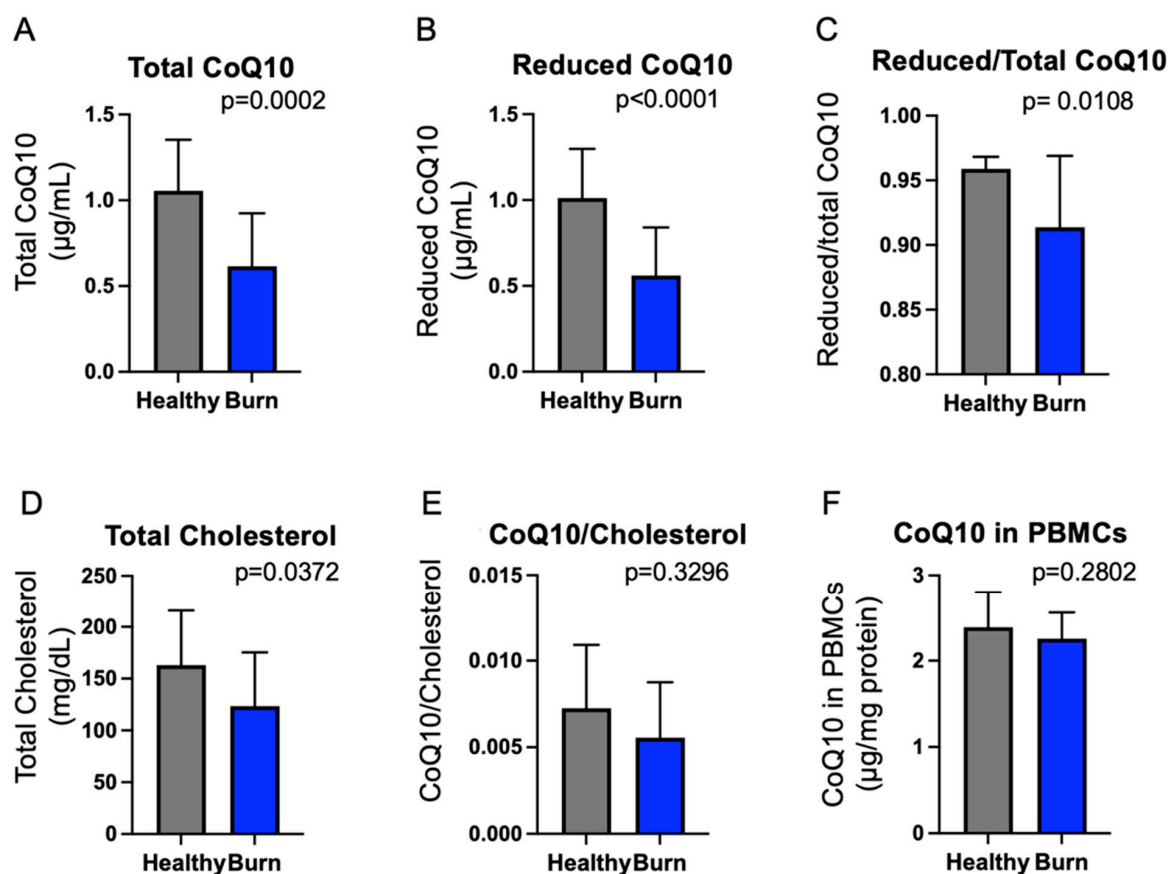 A
Total CoQ10
p=0.0002
Total CoQ10
(µg/mL)
1.5
1.0
0.5
0.0
Healthy Burn
B
Reduced CoQ10
p<0.0001
Reduced CoQ10
(µg/mL)
1.5
1.0
0.5
0.0
Healthy Burn
C
Reduced/Total CoQ10
p= 0.0108
Reduced/total CoQ10
1.00
0.95
0.90
0.85
0.80
Healthy Burn
D
Total Cholesterol
p=0.0372
Total Cholesterol
(mg/dL)
250
200
150
100
50
0
Healthy Burn
E
CoQ10/Cholesterol
p=0.3296
CoQ10/Cholesterol
0.015
0.010
0.005
0.000
Healthy Burn
F
CoQ10 in PBMCs
p=0.2802
CoQ10 in PBMCs
(µg/mg protein)
3
2
1
0
Healthy Burn